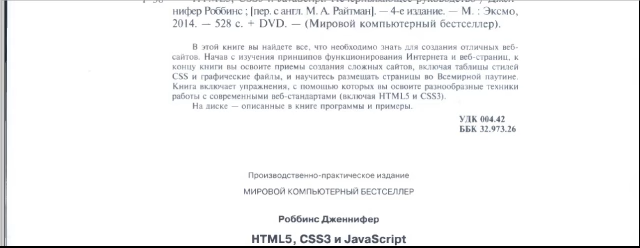 нифер Роббинс ; [пер. с англ. М. А. Райтман]. — 4-е издание. — М. : Эксмо,
2014. — 528 с. + DVD. — (Мировой компьютерный бестселлер).
В этой книге вы найдете все, что необходимо знать для создания отличных веб-
сайтов. Начав с изучения принципов функционирования Интернета и веб-страниц, к
концу книги вы освоите приемы создания сложных сайтов, включая таблицы стилей
CSS и графические файлы, и научитесь размещать страницы во Всемирной паутине.
Книга включает упражнения, с помощью которых вы освоите разнообразные техники
работы с современными веб-стандартами (включая HTML5 и CSS3).
На диске — описанные в книге программы и примеры.
УДК 004.42
ББК 32.973.26
Производственно-практическое издание
МИРОВОЙ КОМПЬЮТЕРНЫЙ БЕСТСЕЛЛЕР
Роббинс Дженнифер
HTML5, CSS3 и JavaScript